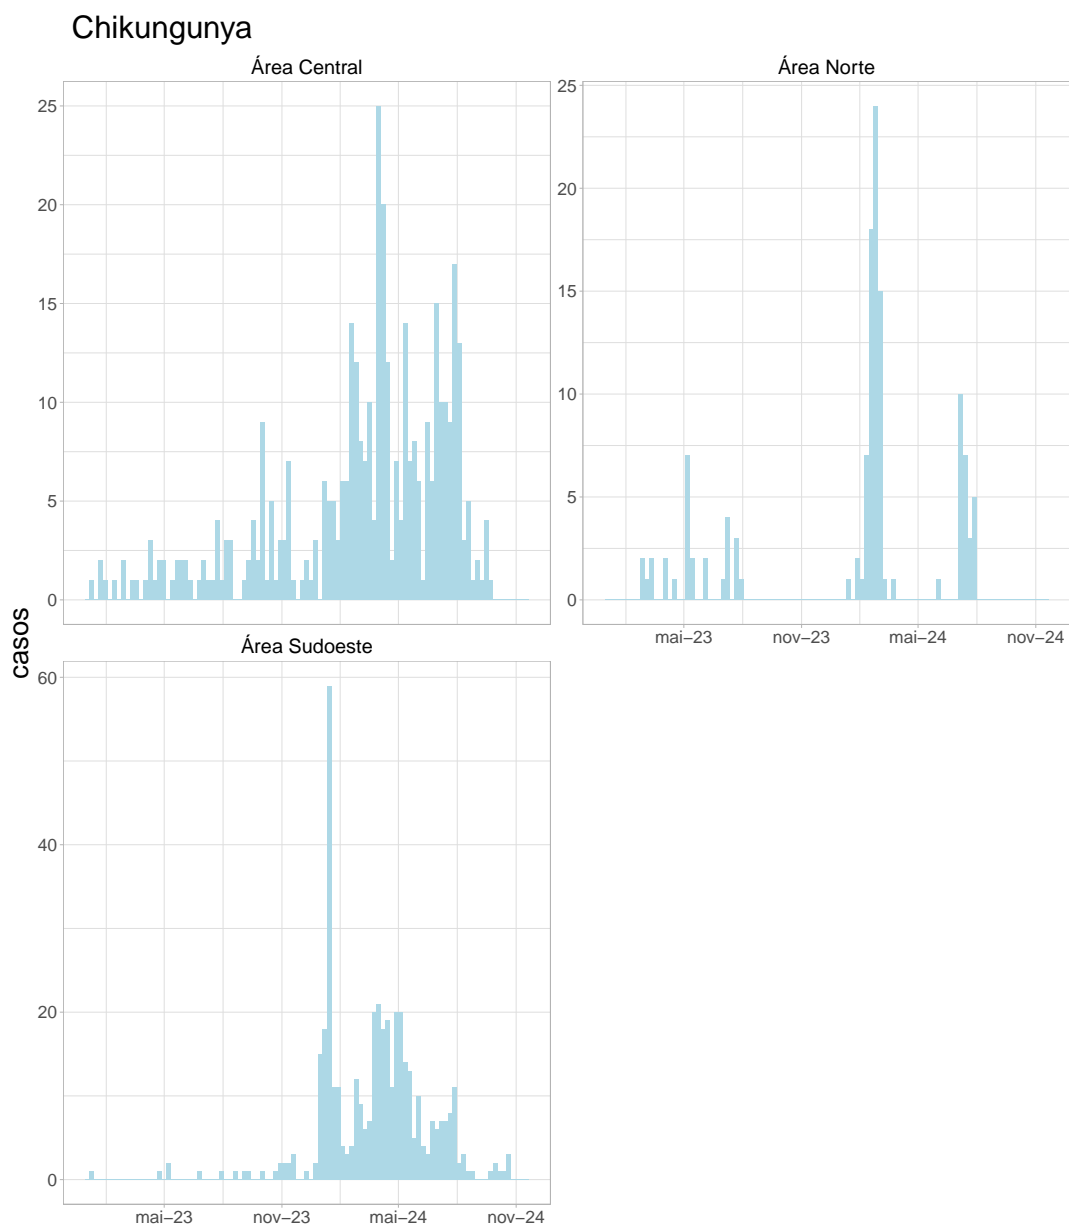 Chikungunya
Área Central
Área Norte
25
20
15
10
5
0
25
20
15
10
5
0
mai–23
nov–23
mai–24
nov–24
casos
Área Sudoeste
60
40
20
0
mai–23
nov–23
mai–24
nov–24